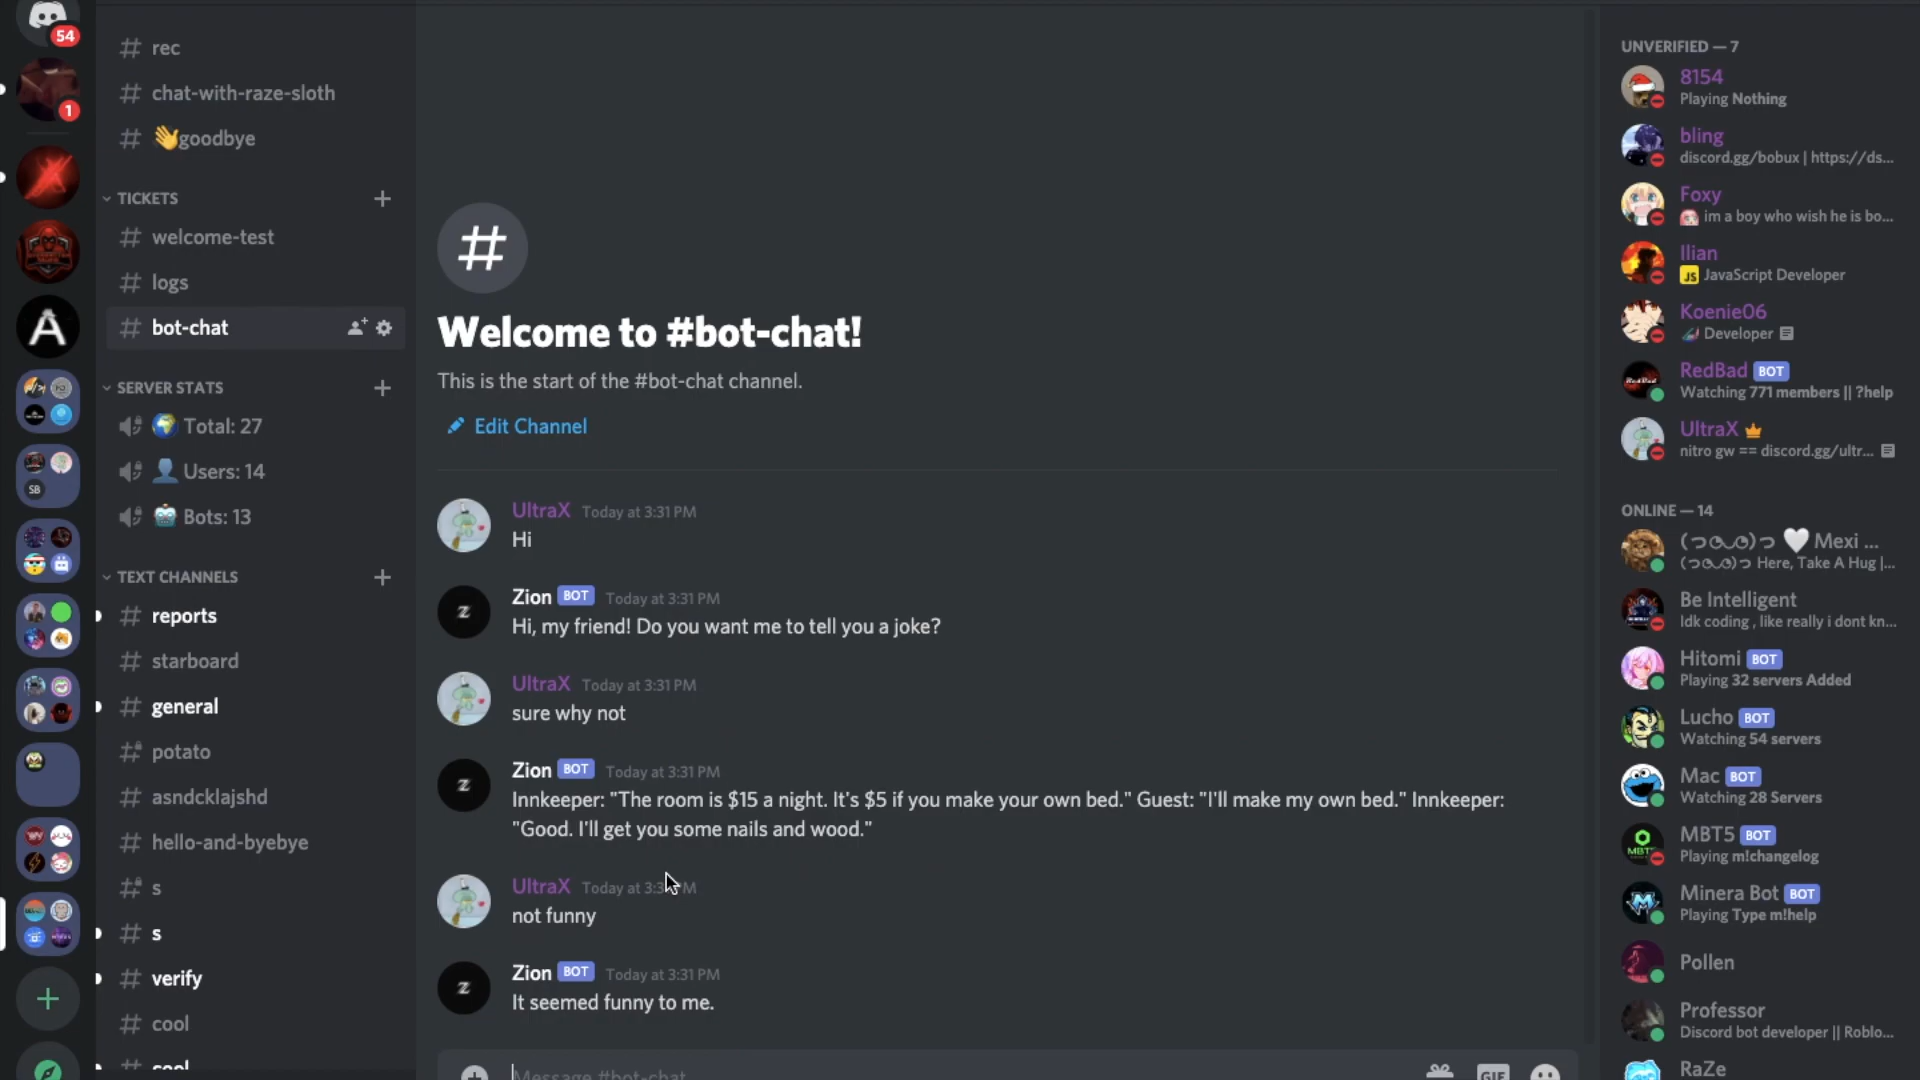 54
1
A
SB
rec
chat-with-raze-sloth
goodbye
TICKETS
welcome-test
logs
bot-chat
SERVER STATS
Total: 27
Users: 14
Bots: 13
TEXT CHANNELS
reports
starboard
general
potato
asndcklajshd
hello-and-byebye
s
s
verify
cool
cool
#
Welcome to #bot-chat!
This is the start of the #bot-chat channel.
Edit Channel
UltraX Today at 3:31 PM
Hi
Zion BOT Today at 3:31 PM
Hi, my friend! Do you want me to tell you a joke?
UltraX Today at 3:31 PM
sure why not
Zion BOT Today at 3:31 PM
Innkeeper: "The room is $15 a night. It's $5 if you make your own bed." Guest: "I'll make my own bed." Innkeeper:
"Good. I'll get you some nails and wood."
UltraX Today at 3:3 M
not funny
Zion BOT Today at 3:31 PM
It seemed funny to me.
Message #bot-chat
GIF
UNVERIFIED — 7
8154
Playing Nothing
bling
discord.gg/bobux | https://ds...
Foxy
im a boy who wish he is bo...
Ilian
JS JavaScript Developer
Koenie06
Developer
RedBad BOT
Watching 771 members || ?help
UltraX
nitro gw == discord.gg/ultr...
ONLINE — 14
(つ◔◡◔)つ 🤍 Mexi ...
(つ◔◡◔)つ Here, Take A Hug |...
Be Intelligent
Idk coding , like really i dont kn...
Hitomi BOT
Playing 32 servers Added
Lucho BOT
Watching 54 servers
Mac BOT
Watching 28 Servers
MBT5 BOT
Playing m!changelog
Minera Bot BOT
Playing Type m!help
Pollen
Professor
Discord bot developer || Roblo...
RaZe